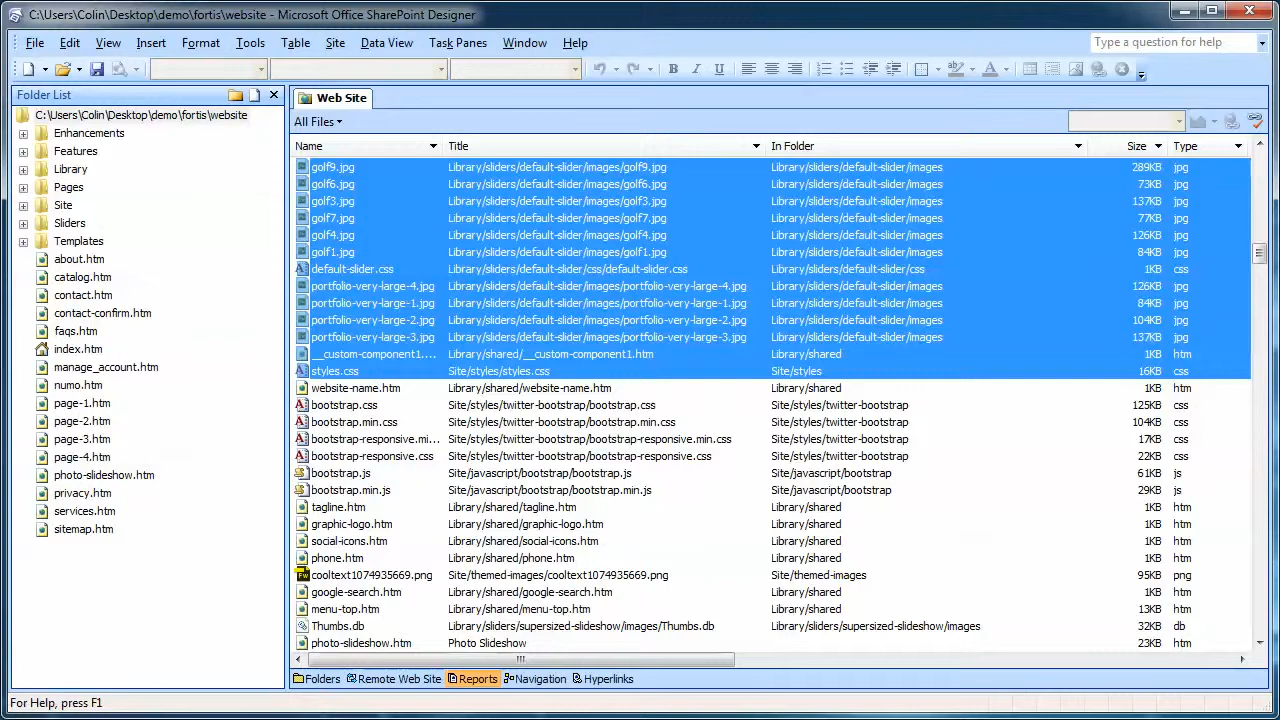 C:\Users\Colin\Desktop\demo\fortis\website - Microsoft Office SharePoint Designer
File Edit View Insert Format Tools Table Site Data View Task Panes Window Help Type a question for help
B I U
Folder List
C:\Users\Colin\Desktop\demo\fortis\website
Enhancements
Features
Library
Pages
Site
Sliders
Templates
about.htm
catalog.htm
contact.htm
contact-confirm.htm
faqs.htm
index.htm
manage_account.htm
numo.htm
page-1.htm
page-2.htm
page-3.htm
page-4.htm
photo-slideshow.htm
privacy.htm
services.htm
sitemap.htm
Web Site
All Files
Name Title In Folder Size Type
golf9.jpg Library/sliders/default-slider/images/golf9.jpg Library/sliders/default-slider/images 289KB jpg
golf6.jpg Library/sliders/default-slider/images/golf6.jpg Library/sliders/default-slider/images 73KB jpg
golf3.jpg Library/sliders/default-slider/images/golf3.jpg Library/sliders/default-slider/images 137KB jpg
golf7.jpg Library/sliders/default-slider/images/golf7.jpg Library/sliders/default-slider/images 77KB jpg
golf4.jpg Library/sliders/default-slider/images/golf4.jpg Library/sliders/default-slider/images 126KB jpg
golf1.jpg Library/sliders/default-slider/images/golf1.jpg Library/sliders/default-slider/images 84KB jpg
default-slider.css Library/sliders/default-slider/css/default-slider.css Library/sliders/default-slider/css 1KB css
portfolio-very-large-4.jpg Library/sliders/default-slider/images/portfolio-very-large-4.jpg Library/sliders/default-slider/images 126KB jpg
portfolio-very-large-1.jpg Library/sliders/default-slider/images/portfolio-very-large-1.jpg Library/sliders/default-slider/images 84KB jpg
portfolio-very-large-2.jpg Library/sliders/default-slider/images/portfolio-very-large-2.jpg Library/sliders/default-slider/images 104KB jpg
portfolio-very-large-3.jpg Library/sliders/default-slider/images/portfolio-very-large-3.jpg Library/sliders/default-slider/images 137KB jpg
__custom-component1.... Library/shared/__custom-component1.htm Library/shared 1KB htm
styles.css Site/styles/styles.css Site/styles 16KB css
website-name.htm Library/shared/website-name.htm Library/shared 1KB htm
bootstrap.css Site/styles/twitter-bootstrap/bootstrap.css Site/styles/twitter-bootstrap 125KB css
bootstrap.min.css Site/styles/twitter-bootstrap/bootstrap.min.css Site/styles/twitter-bootstrap 104KB css
bootstrap-responsive.mi... Site/styles/twitter-bootstrap/bootstrap-responsive.min.css Site/styles/twitter-bootstrap 17KB css
bootstrap-responsive.css Site/styles/twitter-bootstrap/bootstrap-responsive.css Site/styles/twitter-bootstrap 22KB css
bootstrap.js Site/javascript/bootstrap/bootstrap.js Site/javascript/bootstrap 61KB js
bootstrap.min.js Site/javascript/bootstrap/bootstrap.min.js Site/javascript/bootstrap 29KB js
tagline.htm Library/shared/tagline.htm Library/shared 1KB htm
graphic-logo.htm Library/shared/graphic-logo.htm Library/shared 1KB htm
social-icons.htm Library/shared/social-icons.htm Library/shared 1KB htm
phone.htm Library/shared/phone.htm Library/shared 1KB htm
cooltext1074935669.png Site/themed-images/cooltext1074935669.png Site/themed-images 95KB png
google-search.htm Library/shared/google-search.htm Library/shared 1KB htm
menu-top.htm Library/shared/menu-top.htm Library/shared 13KB htm
Thumbs.db Library/sliders/supersized-slideshow/images/Thumbs.db Library/sliders/supersized-slideshow/images 32KB db
photo-slideshow.htm Photo Slideshow 23KB htm
Folders Remote Web Site Reports Navigation Hyperlinks
For Help, press F1